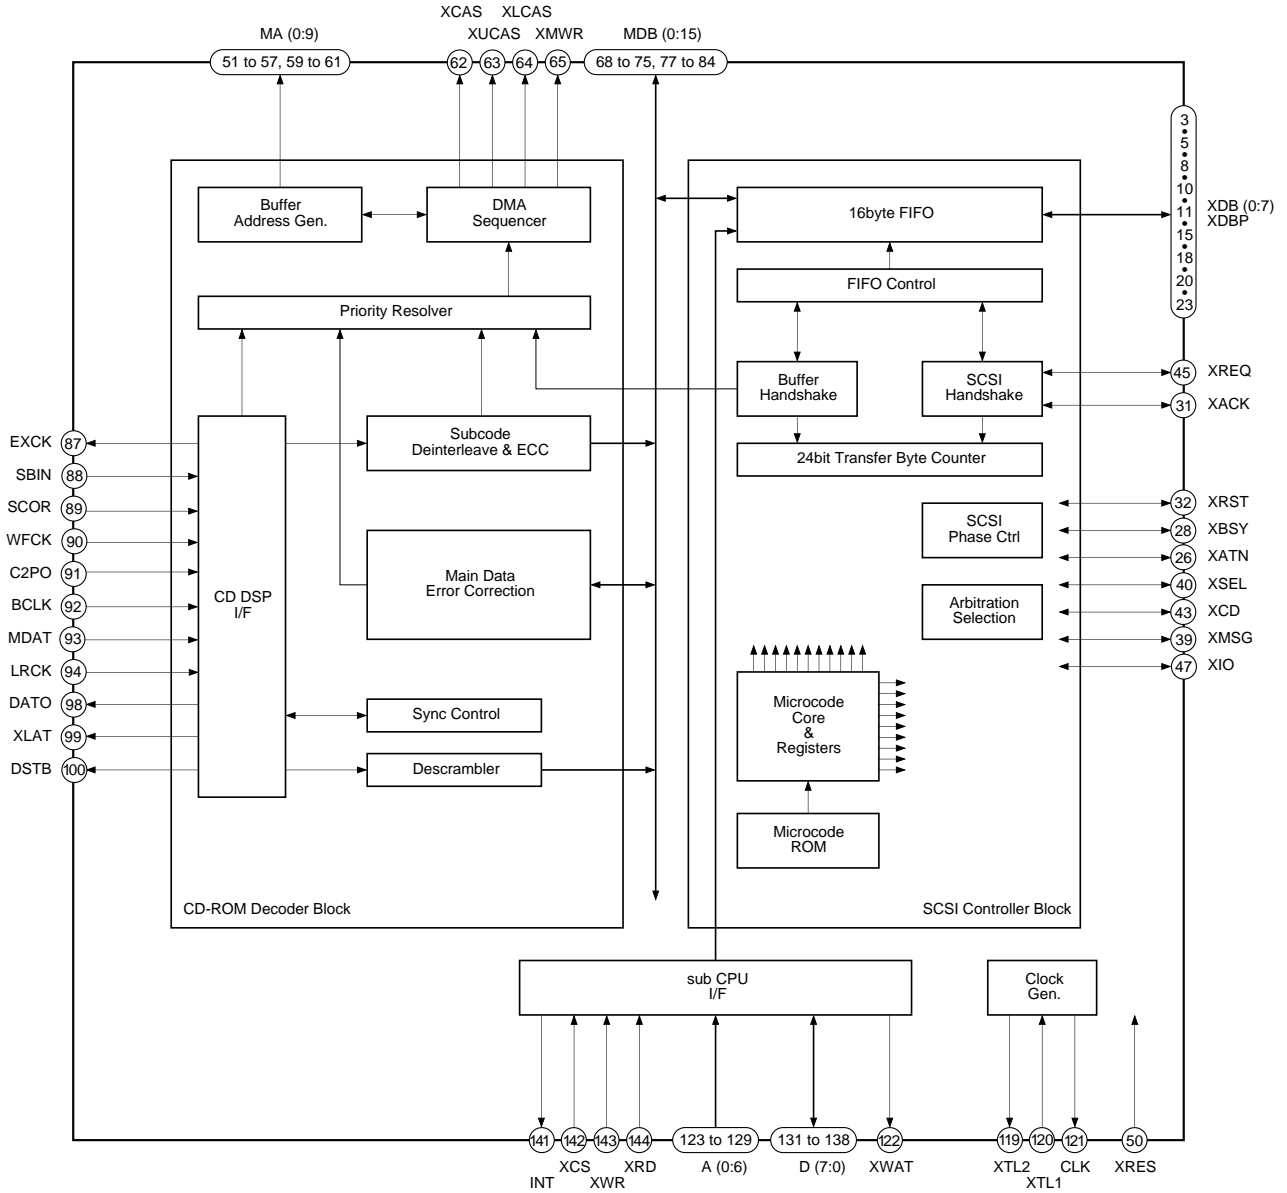 XCAS XLCAS
XUCAS XMWR
MA (0:9) MDB (0:15)
51 to 57, 59 to 61 62 63 64 65 68 to 75, 77 to 84
3
5
8
10
11
15
18
20
23
XDB (0:7)
XDBP
Buffer
Address Gen.
DMA
Sequencer
16byte FIFO
FIFO Control
Priority Resolver
Buffer
Handshake
SCSI
Handshake
45 XREQ
31 XACK
24bit Transfer Byte Counter
EXCK 87
SBIN 88
SCOR 89
WFCK 90
C2PO 91
BCLK 92
MDAT 93
LRCK 94
DATO 98
XLAT 99
DSTB 100
CD DSP
I/F
Subcode
Deinterleave & ECC
Main Data
Error Correction
Sync Control
Descrambler
SCSI
Phase Ctrl
Arbitration
Selection
32 XRST
28 XBSY
26 XATN
40 XSEL
43 XCD
39 XMSG
47 XIO
Microcode
Core
&
Registers
Microcode
ROM
CD-ROM Decoder Block
SCSI Controller Block
sub CPU
I/F
Clock
Gen.
141 142 143 144 123 to 129 131 to 138 122 119 120 121 50
INT XCS XWR XRD A (0:6) D (7:0) XWAT XTL2 XTL1 CLK XRES